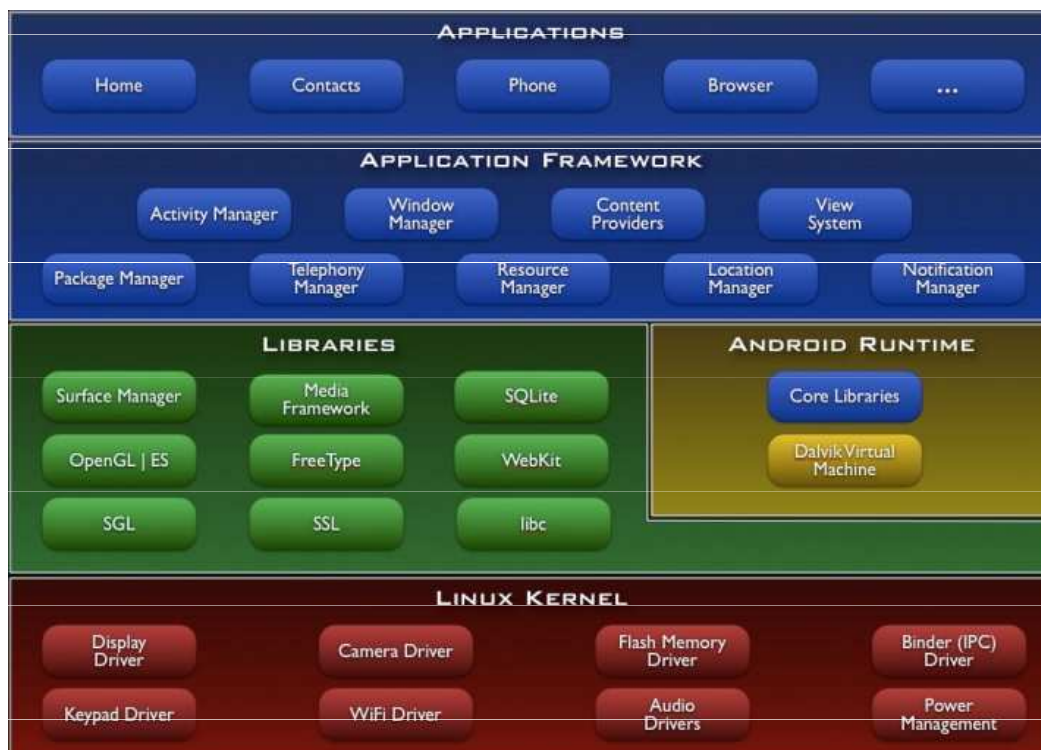 APPLICATIONS
Home
Contacts
Phone
Browser
...
APPLICATION FRAMEWORK
Activity Manager
Window
Manager
Content
Providers
View
System
Package Manager
Telephony
Manager
Resource
Manager
Location
Manager
Notification
Manager
LIBRARIES
Surface Manager
Media
Framework
SQLite
OpenGL | ES
FreeType
WebKit
SGL
SSL
libc
ANDROID RUNTIME
Core Libraries
Dalvik Virtual
Machine
LINUX KERNEL
Display
Driver
Camera Driver
Flash Memory
Driver
Binder (IPC)
Driver
Keypad Driver
WiFi Driver
Audio
Drivers
Power
Management